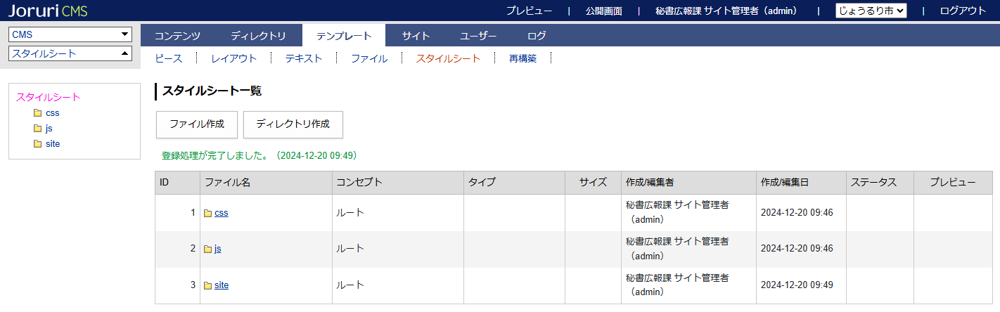 Joruri CMS
プレビュー | 公開画面 | 秘書広報課 サイト管理者（admin） | じょうるり市 | ログアウト
CMS
スタイルシート
コンテンツ ディレクトリ テンプレート サイト ユーザー ログ
ピース レイアウト テキスト ファイル スタイルシート 再構築
スタイルシート
css
js
site
スタイルシート一覧
ファイル作成 ディレクトリ作成
登録処理が完了しました。（2024-12-20 09:49）
ID ファイル名 コンセプト タイプ サイズ 作成/編集者 作成/編集日 ステータス プレビュー
1 css ルート 秘書広報課 サイト管理者 2024-12-20 09:46
（admin）
2 js ルート 秘書広報課 サイト管理者 2024-12-20 09:46
（admin）
3 site ルート 秘書広報課 サイト管理者 2024-12-20 09:49
（admin）